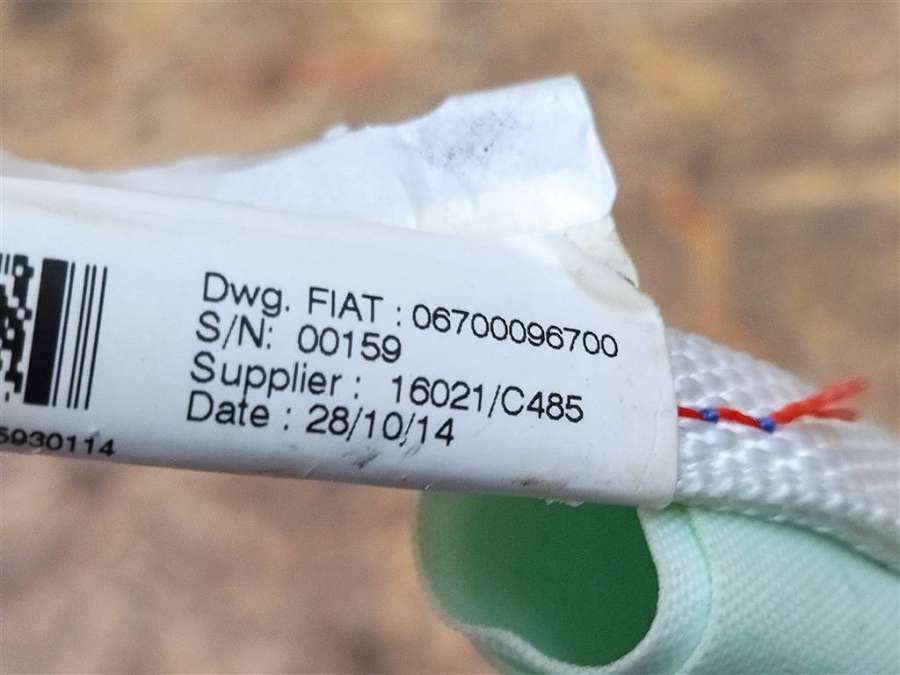 Dwg. FIAT : 06700096700
S/N: 00159
Supplier : 16021/C485
Date : 28/10/14
5930114